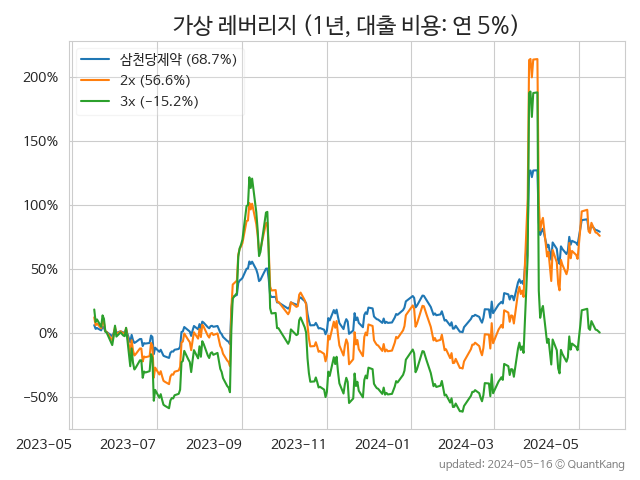 가상 레버리지 (1년, 대출 비용: 연 5%)
삼천당제약 (68.7%)
2x (56.6%)
3x (−15.2%)
200%
150%
100%
50%
0%
−50%
2023−05 2023−07 2023−09 2023−11 2024−01 2024−03 2024−05
updated: 2024−05−16 © QuantKang